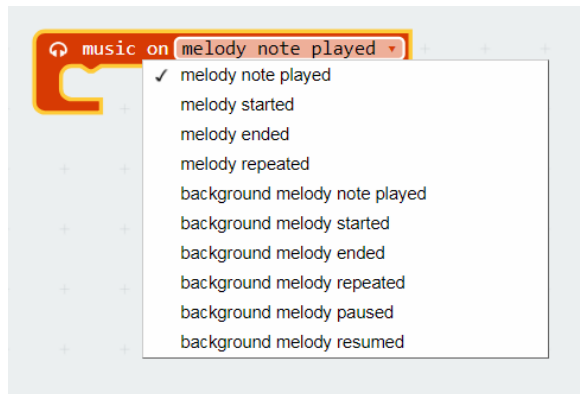 music on melody note played
melody note played
melody started
melody ended
melody repeated
background melody note played
background melody started
background melody ended
background melody repeated
background melody paused
background melody resumed